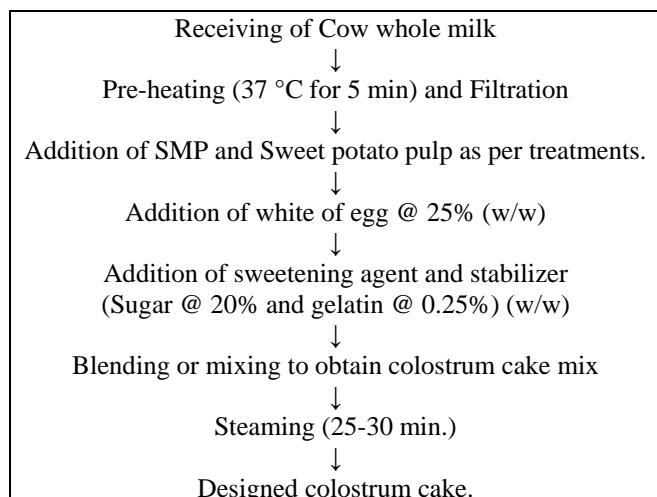 Receiving of Cow whole milk
↓
Pre-heating (37 °C for 5 min) and Filtration
↓
Addition of SMP and Sweet potato pulp as per treatments.
↓
Addition of white of egg @ 25% (w/w)
↓
Addition of sweetening agent and stabilizer
(Sugar @ 20% and gelatin @ 0.25%) (w/w)
↓
Blending or mixing to obtain colostrum cake mix
↓
Steaming (25-30 min.)
↓
Designed colostrum cake.